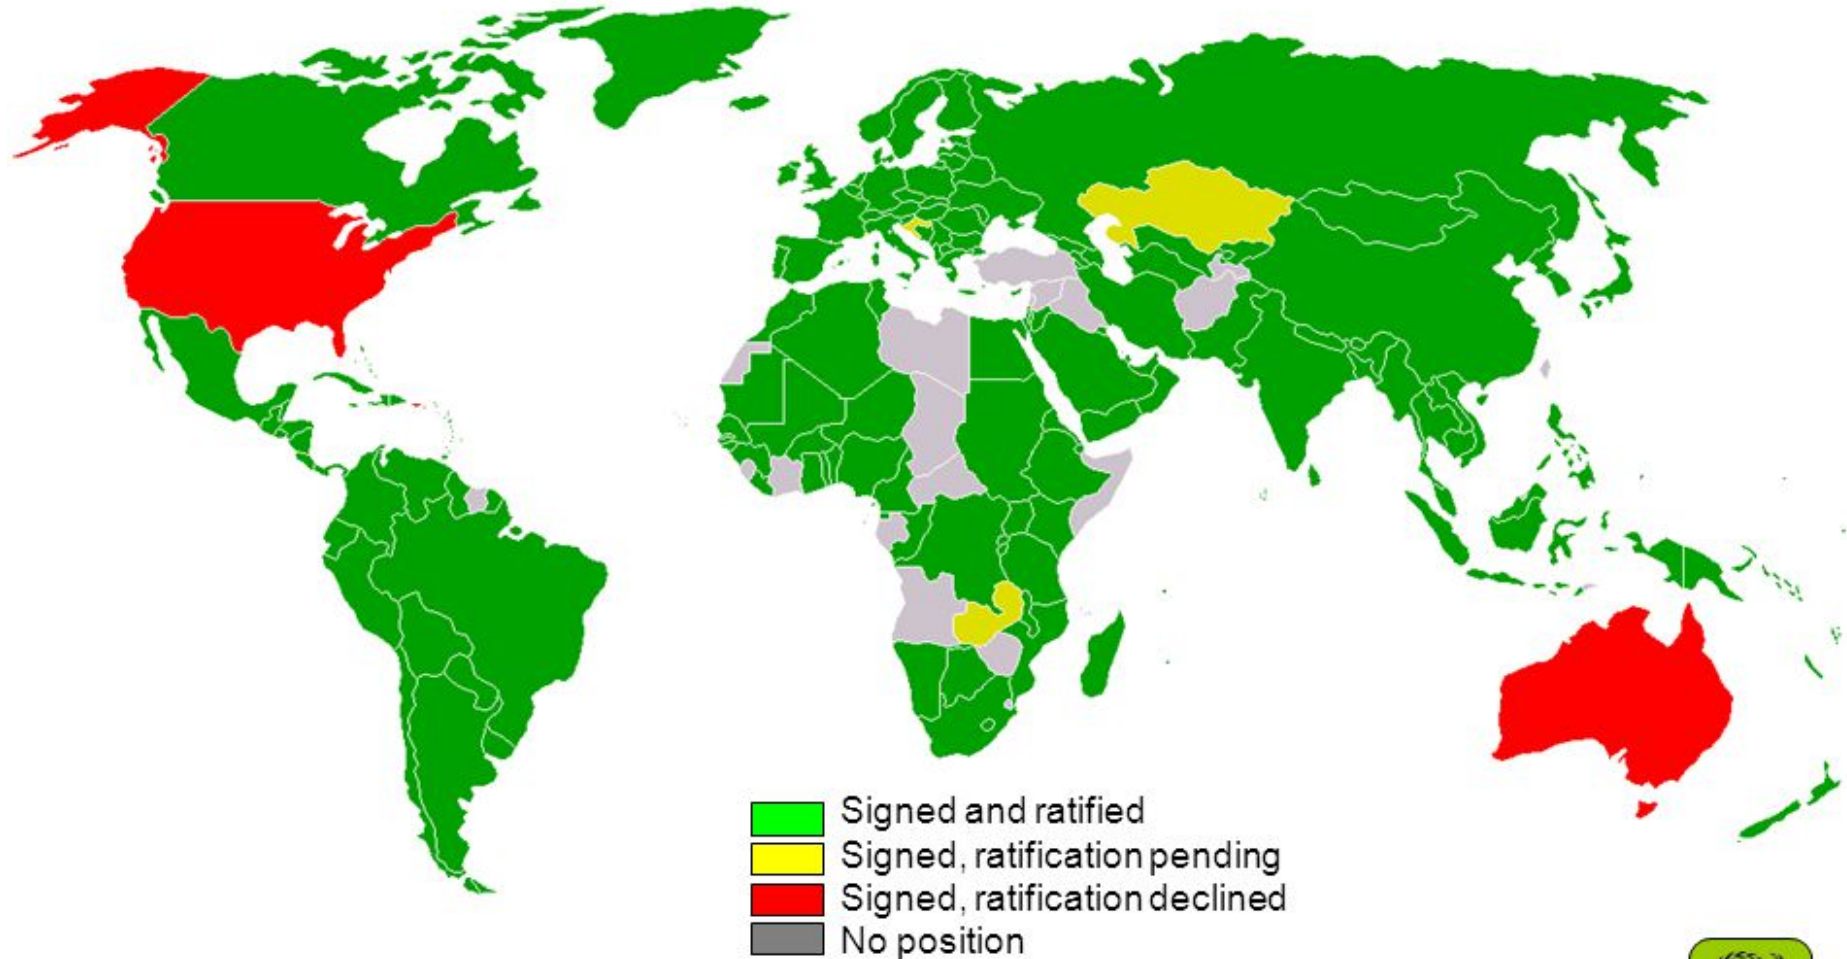 Signed and ratified
Signed, ratification pending
Signed, ratification declined
No position